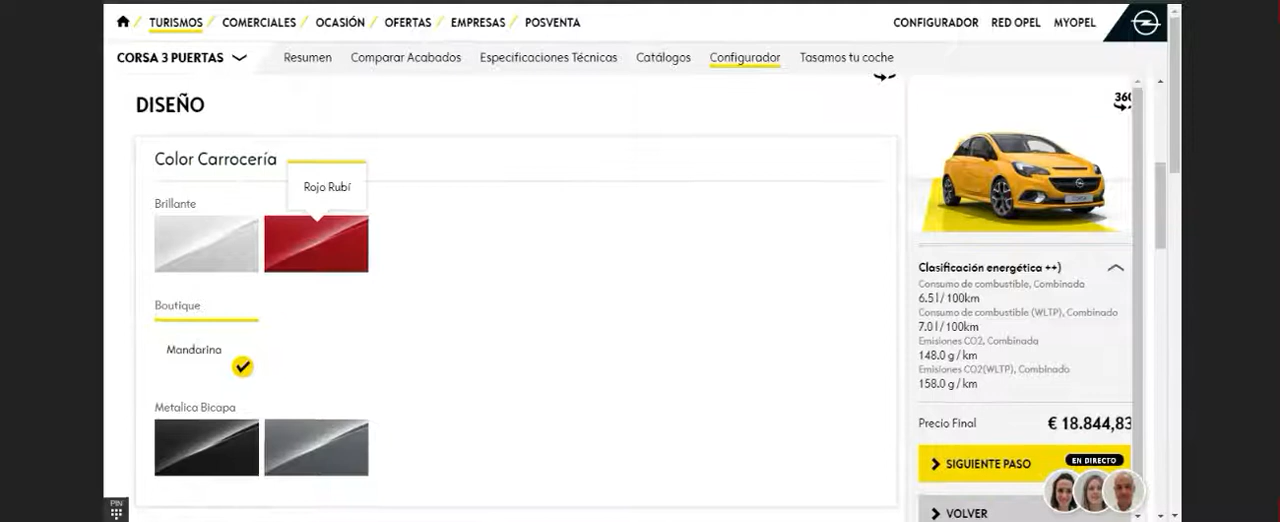 TURISMOS / COMERCIALES / OCASIÓN / OFERTAS / EMPRESAS / POSVENTA
CONFIGURADOR RED OPEL MYOPEL
CORSA 3 PUERTAS
Resumen Comparar Acabados Especificaciones Técnicas Catálogos Configurador Tasamos tu coche
DISEÑO
Color Carrocería
Rojo Rubí
Brillante
Boutique
Mandarina
Metalica Bicapa
360
Clasificación energética ++)
Consumo de combustible, Combinada
6.5 l / 100km
Consumo de combustible (WLTP), Combinado
7.0 l / 100km
Emisiones CO2, Combinada
148.0 g / km
Emisiones CO2(WLTP), Combinado
158.0 g / km
Precio Final € 18.844,83
SIGUIENTE PASO
EN DIRECTO
VOLVER
PIN